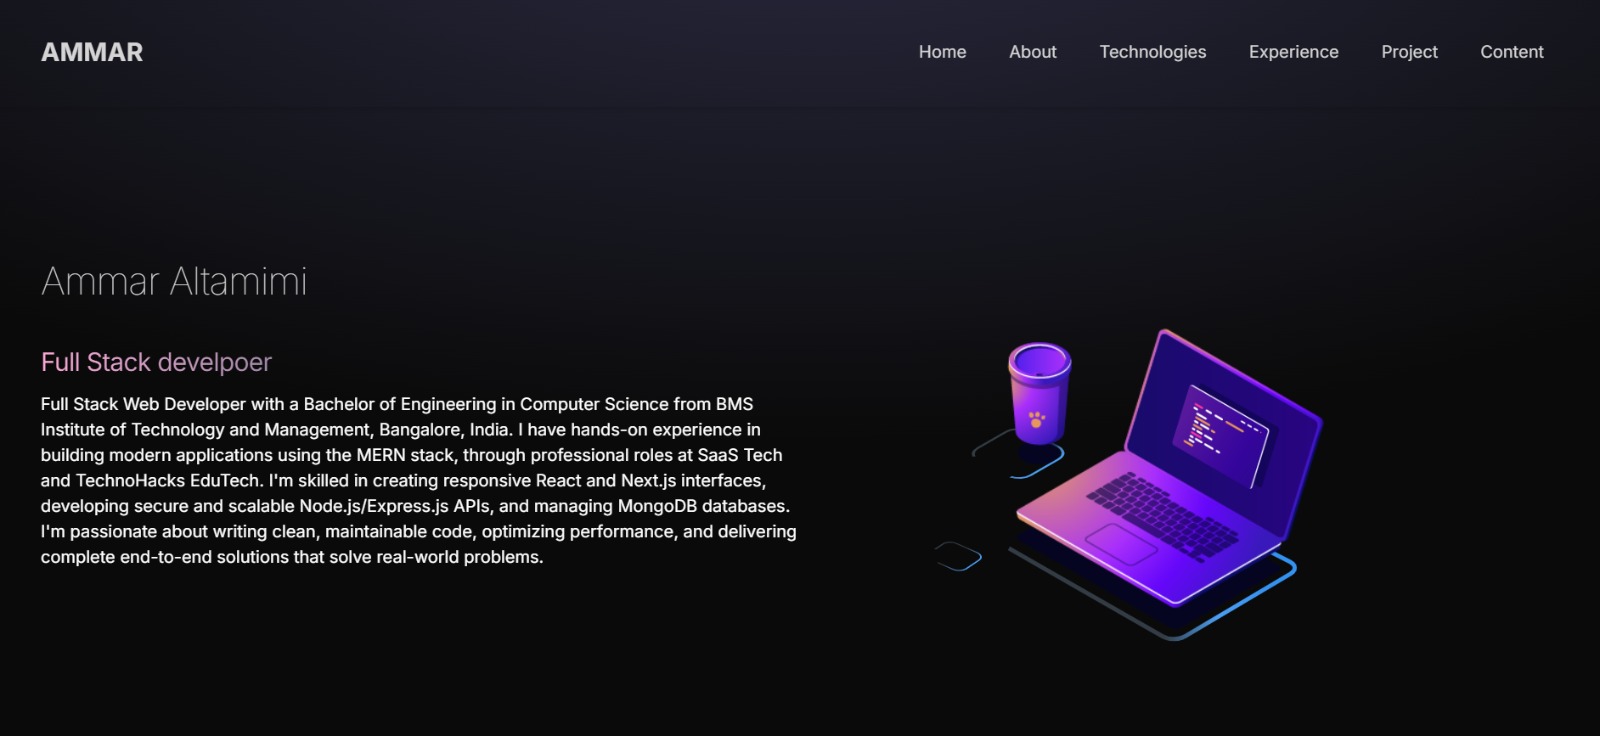 AMMAR
Home About Technologies Experience Project Content
Ammar Altamimi
Full Stack develpoer
Full Stack Web Developer with a Bachelor of Engineering in Computer Science from BMS
Institute of Technology and Management, Bangalore, India. I have hands-on experience in
building modern applications using the MERN stack, through professional roles at SaaS Tech
and TechnoHacks EduTech. I'm skilled in creating responsive React and Next.js interfaces,
developing secure and scalable Node.js/Express.js APIs, and managing MongoDB databases.
I'm passionate about writing clean, maintainable code, optimizing performance, and delivering
complete end-to-end solutions that solve real-world problems.